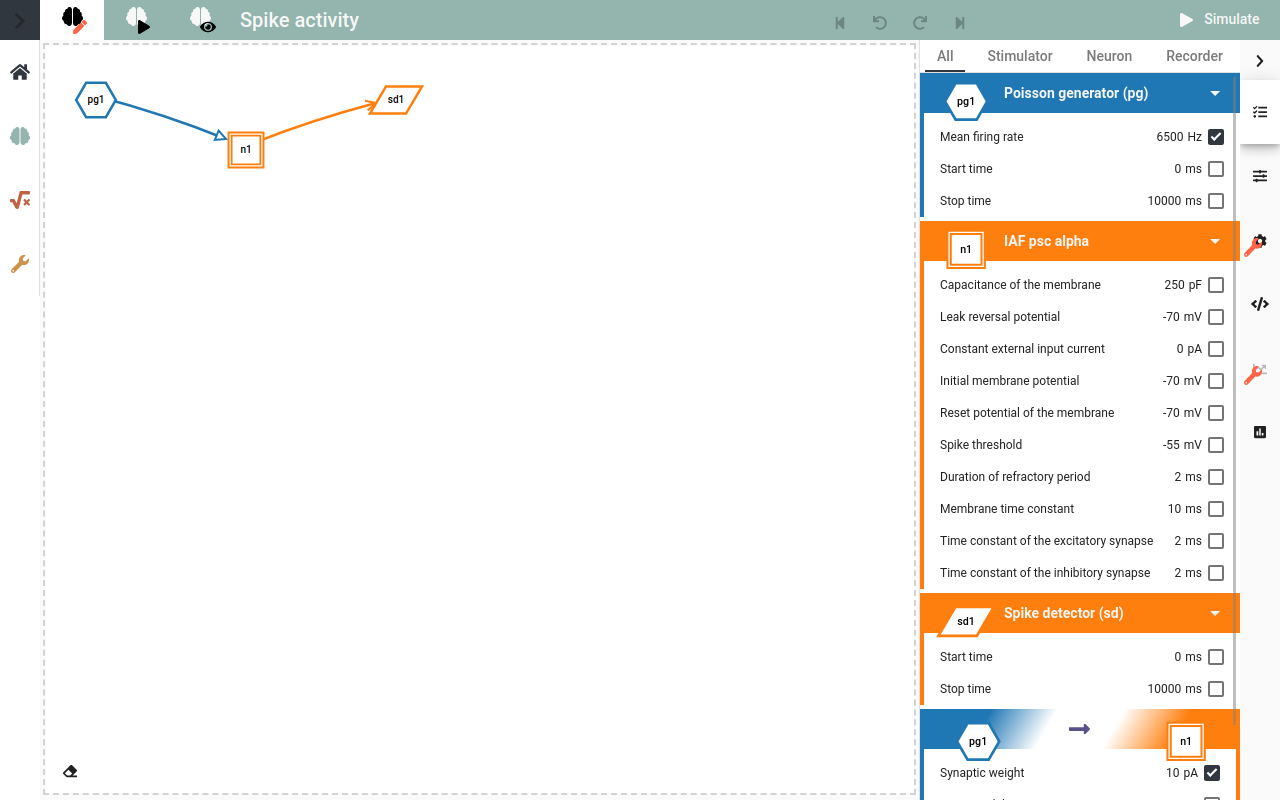 Spike activity
Simulate
All Stimulator Neuron Recorder
pg1
sd1
n1
pg1 Poisson generator (pg)
Mean firing rate 6500 Hz
Start time 0 ms
Stop time 10000 ms
n1 IAF psc alpha
Capacitance of the membrane 250 pF
Leak reversal potential -70 mV
Constant external input current 0 pA
Initial membrane potential -70 mV
Reset potential of the membrane -70 mV
Spike threshold -55 mV
Duration of refractory period 2 ms
Membrane time constant 10 ms
Time constant of the excitatory synapse 2 ms
Time constant of the inhibitory synapse 2 ms
sd1 Spike detector (sd)
Start time 0 ms
Stop time 10000 ms
pg1 n1
Synaptic weight 10 pA